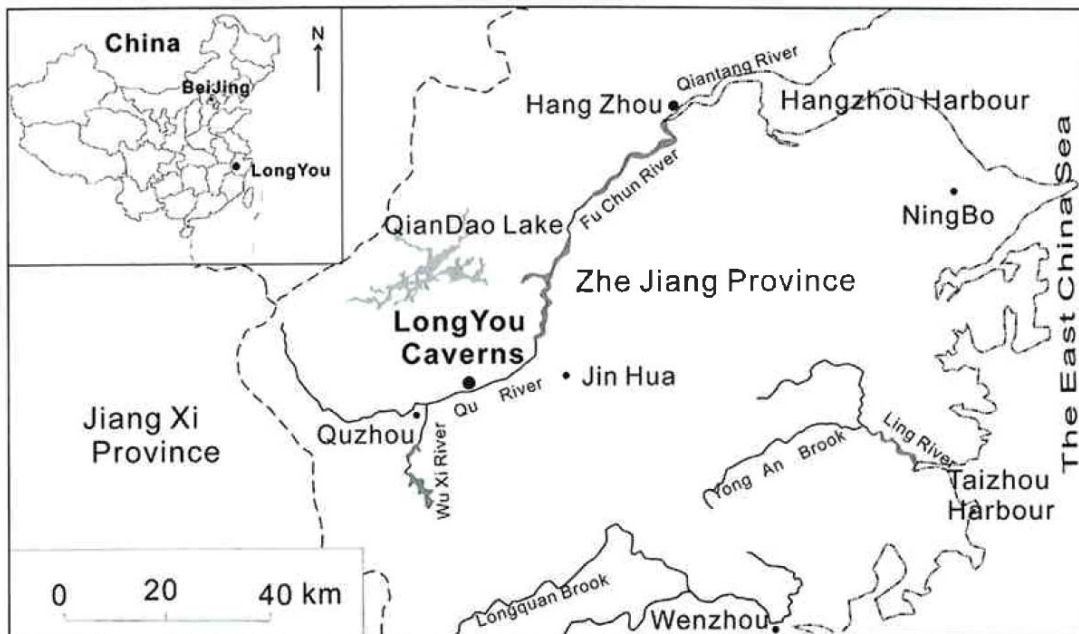 China
N
BeiJing
LongYou
Qiantang River
Hang Zhou
Hangzhou Harbour
Fu Chun River
QianDao Lake
NingBo
The East China Sea
Zhe Jiang Province
LongYou
Caverns
Jin Hua
Qu River
Jiang Xi
Province
Quzhou
Wu Xi River
Yong An Brook
Ling River
Taizhou
Harbour
Longquan Brook
Wenzhou
0 20 40 km